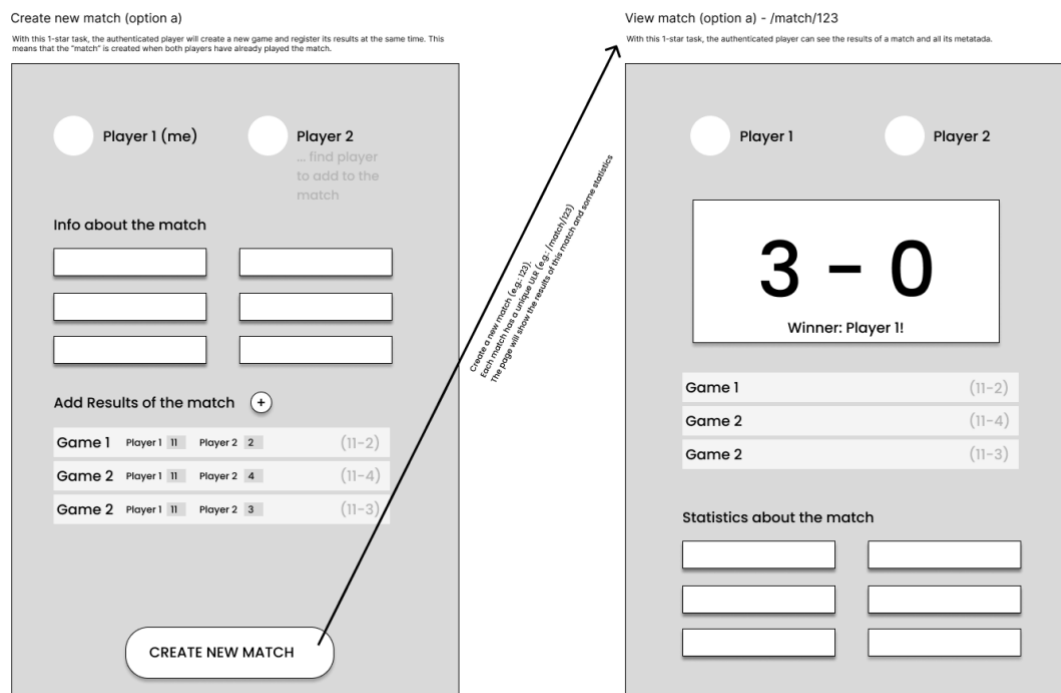 Create new match (option a)
With this 1-star task, the authenticated player will create a new game and register its results at the same time. This
means that the "match" is created when both players have already played the match.
Player 1 (me)
Player 2
... find player
to add to the
match
Info about the match
Add Results of the match +
Game 1 Player 1 11 Player 2 2 (11-2)
Game 2 Player 1 11 Player 2 4 (11-4)
Game 2 Player 1 11 Player 2 3 (11-3)
CREATE NEW MATCH
Create a new match (e.g.: 123).
Each match has a unique ULR (e.g.: /match/123)
The page will show the results of this match and some statistics
View match (option a) - /match/123
With this 1-star task, the authenticated player can see the results of a match and all its metatada.
Player 1
Player 2
3 - 0
Winner: Player 1!
Game 1 (11-2)
Game 2 (11-4)
Game 2 (11-3)
Statistics about the match